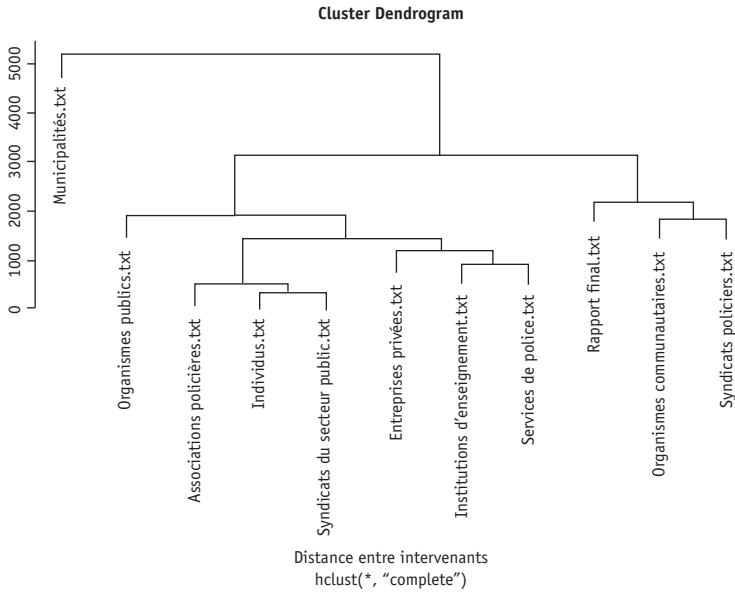 Cluster Dendrogram
5000
4000
3000
2000
1000
0
Municipalités.txt
Organismes publics.txt
Associations policières.txt
Individus.txt
Syndicats du secteur public.txt
Entreprises privées.txt
Institutions d’enseignement.txt
Services de police.txt
Rapport final.txt
Organismes communautaires.txt
Syndicats policiers.txt
Distance entre intervenants
hclust(*, “complete”)